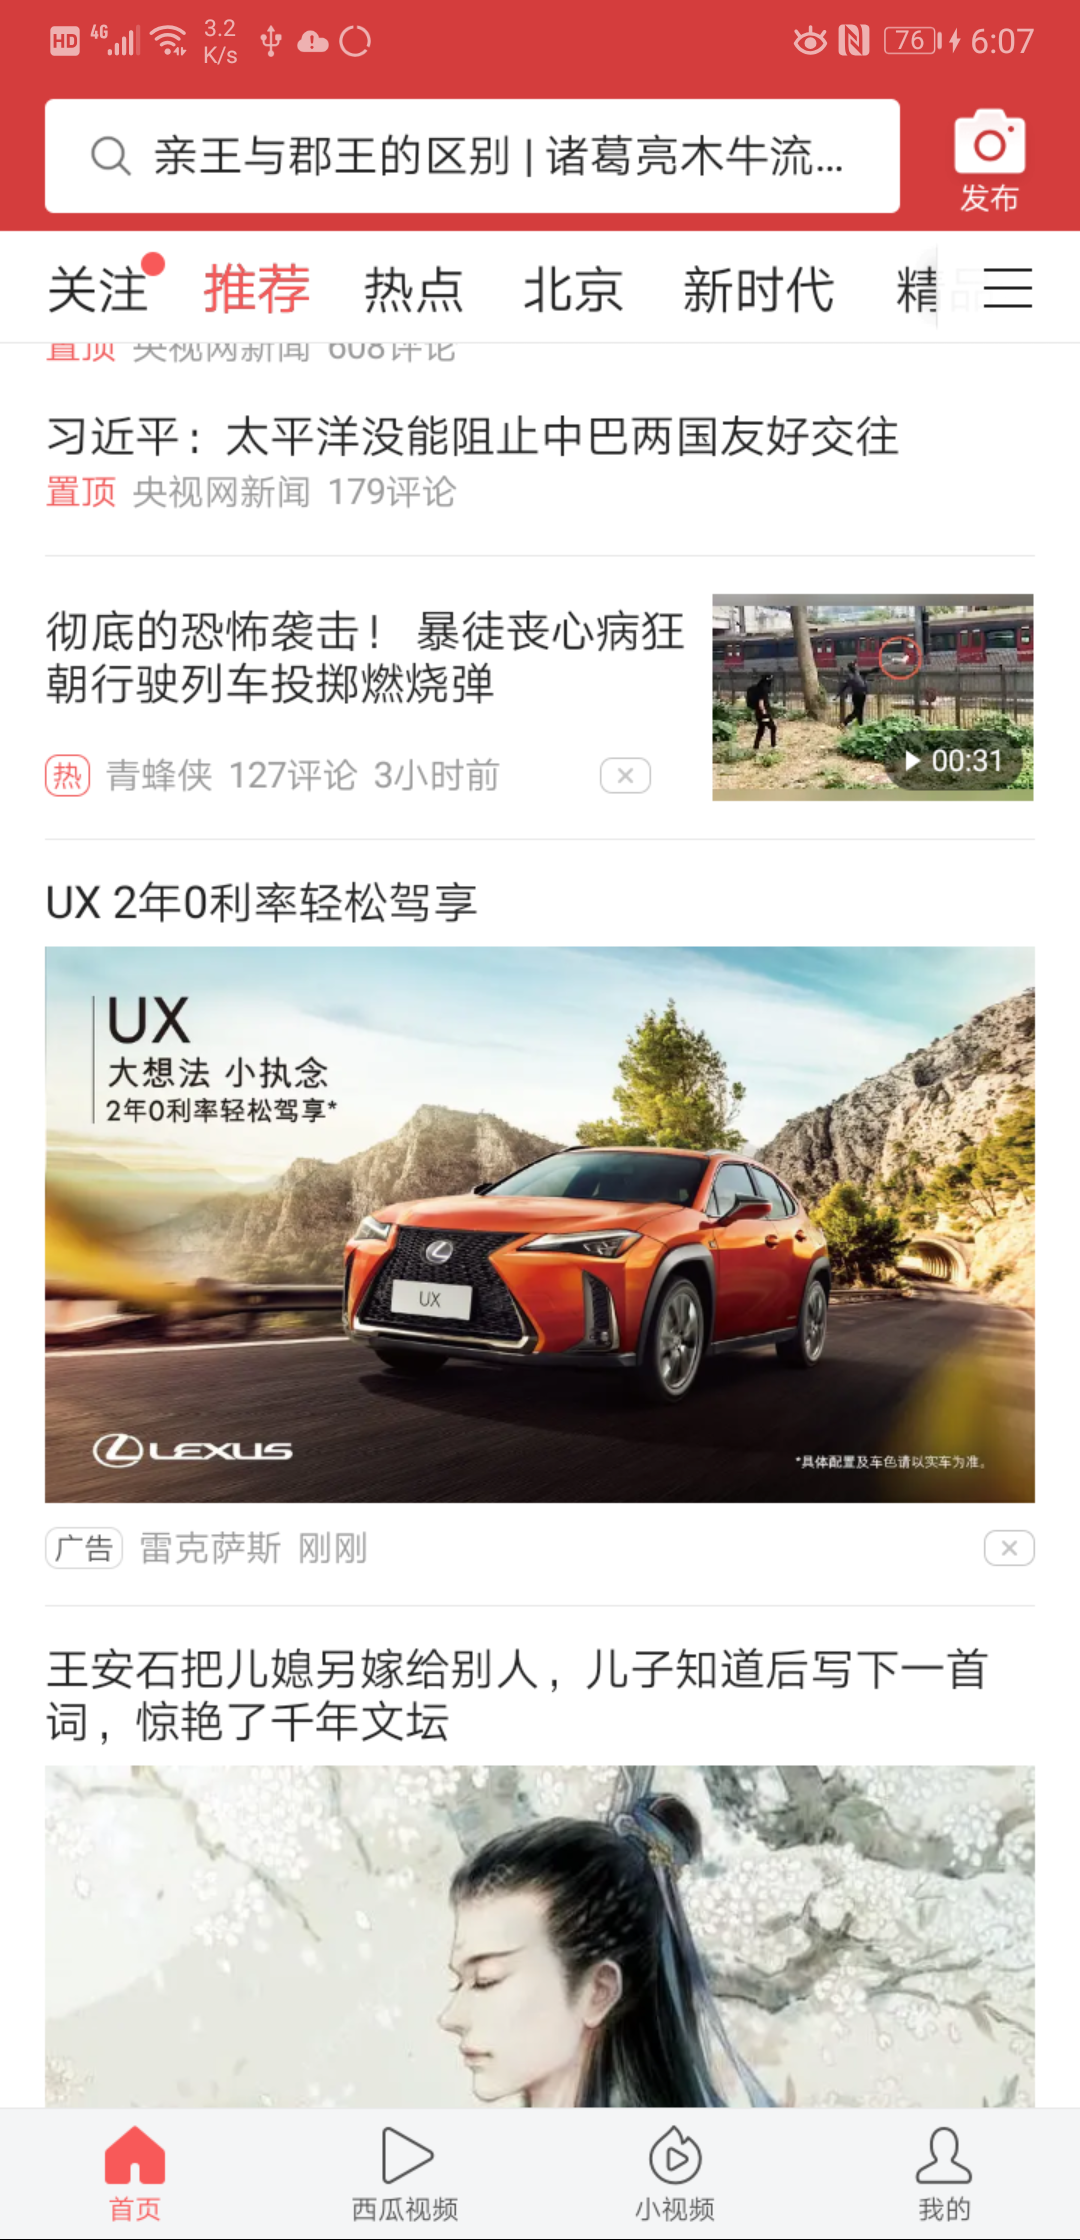 HD 4G 3.2 K/s 76 6:07
亲王与郡王的区别 | 诸葛亮木牛流...
发布
关注 推荐 热点 北京 新时代 精品
置顶 央视网新闻 608评论
习近平：太平洋没能阻止中巴两国友好交往
置顶 央视网新闻 179评论
彻底的恐怖袭击！暴徒丧心病狂
朝行驶列车投掷燃烧弹
00:31
热 青蜂侠 127评论 3小时前
UX 2年0利率轻松驾享
UX
大想法 小执念
2年0利率轻松驾享*
UX
LEXUS
*具体配置及车色请以实车为准。
广告 雷克萨斯 刚刚
王安石把儿媳另嫁给别人，儿子知道后写下一首
词，惊艳了千年文坛
首页 西瓜视频 小视频 我的